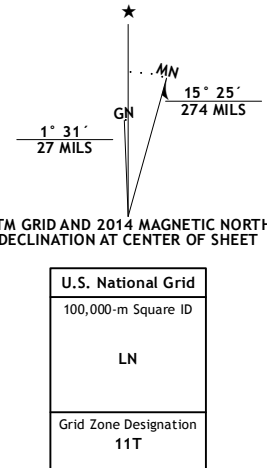 MN
GN
15° 25´
274 MILS
1° 31´
27 MILS
TM GRID AND 2014 MAGNETIC NORTH
DECLINATION AT CENTER OF SHEET
U.S. National Grid
100,000-m Square ID
LN
Grid Zone Designation
11T